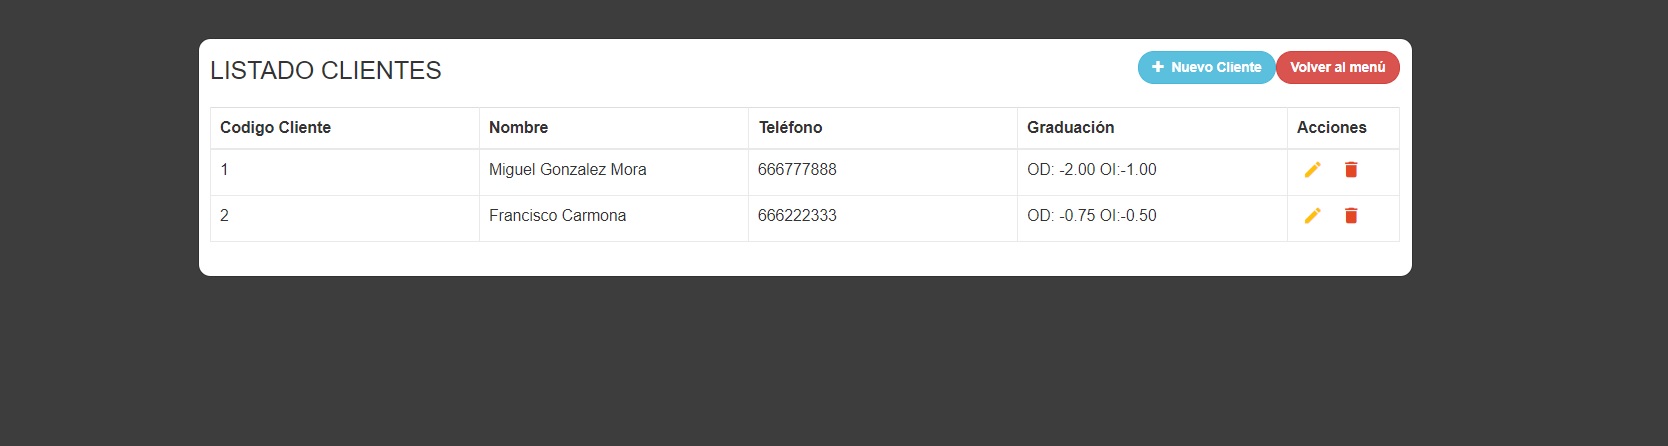 LISTADO CLIENTES
+ Nuevo Cliente Volver al menú
Codigo Cliente Nombre Teléfono Graduación Acciones
1 Miguel Gonzalez Mora 666777888 OD: -2.00 OI:-1.00
2 Francisco Carmona 666222333 OD: -0.75 OI:-0.50